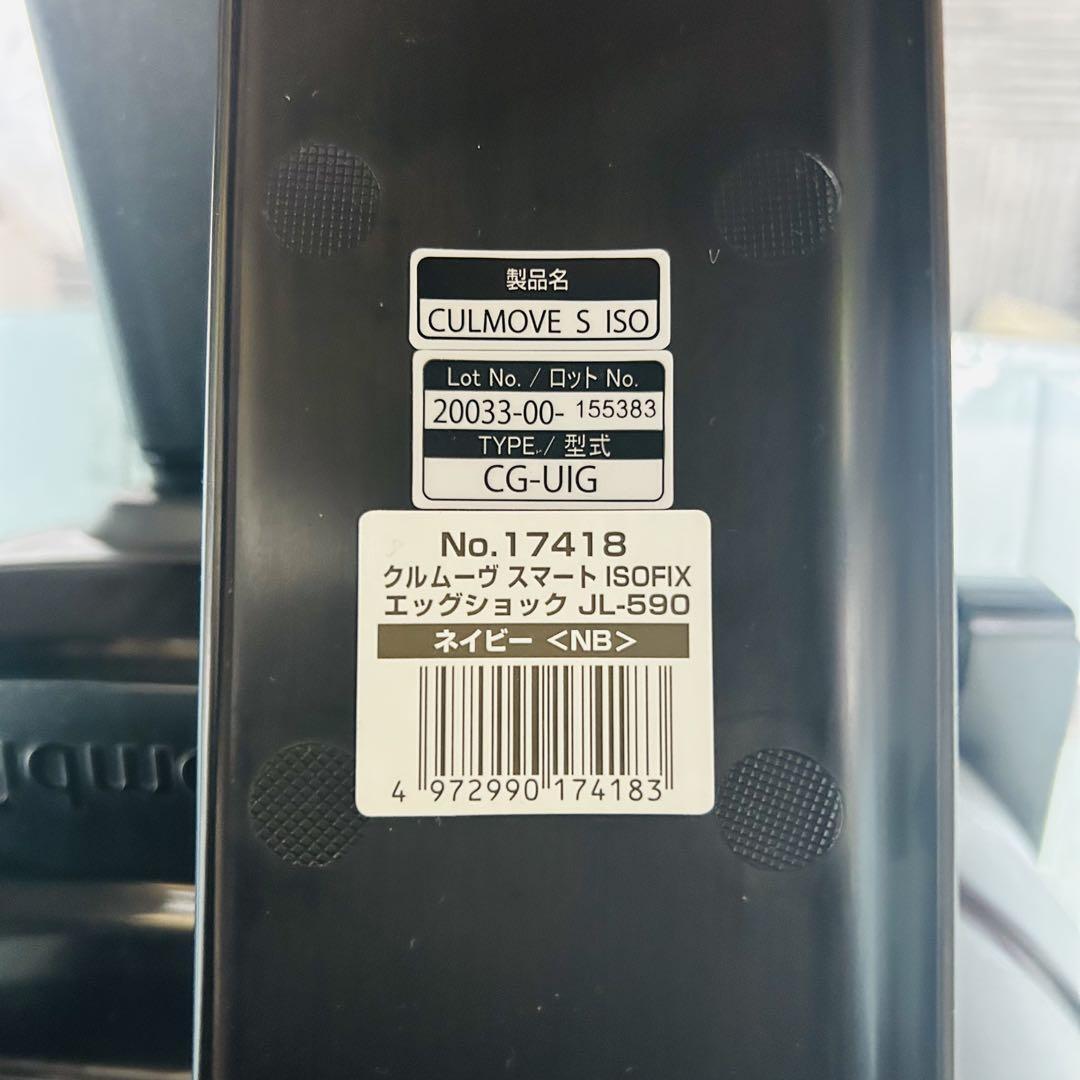 製品名
CULMOVE S ISO
Lot No. / ロット No.
20033-00- 155383
TYPE / 型式
CG-UIG
No.17418
クルムーヴ スマート ISOFIX
エッグショック JL-590
ネイビー <NB>
4 972990 174183